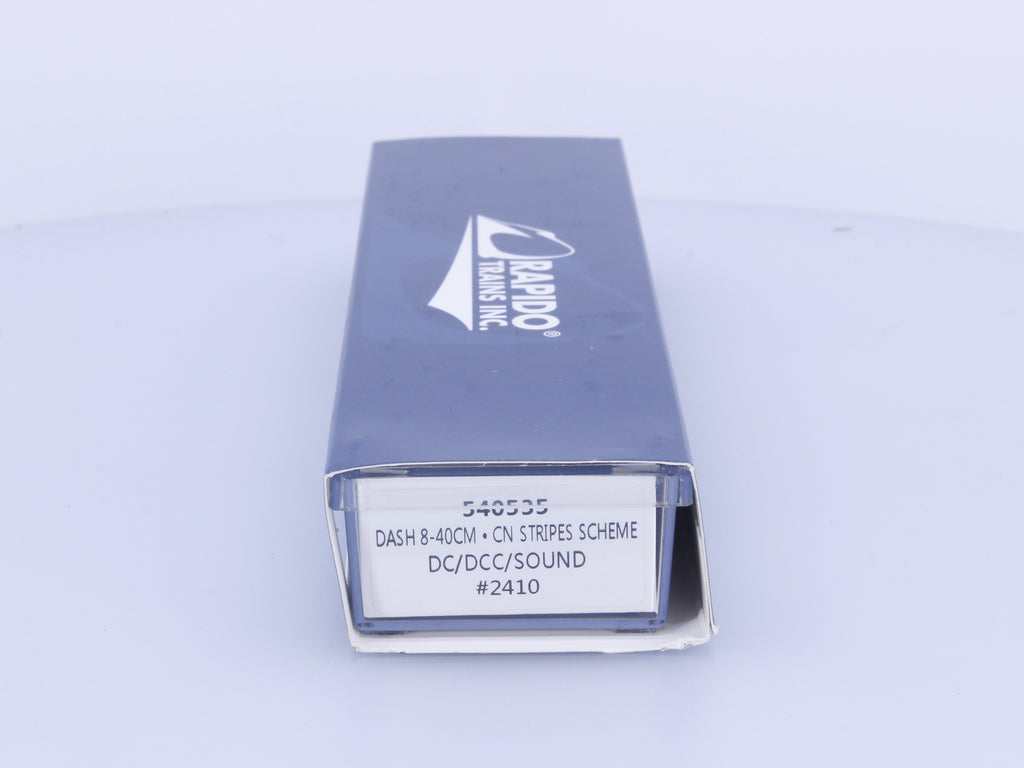 RAPIDO®
TRAINS INC.
540535
DASH 8-40CM • CN STRIPES SCHEME
DC/DCC/SOUND
#2410